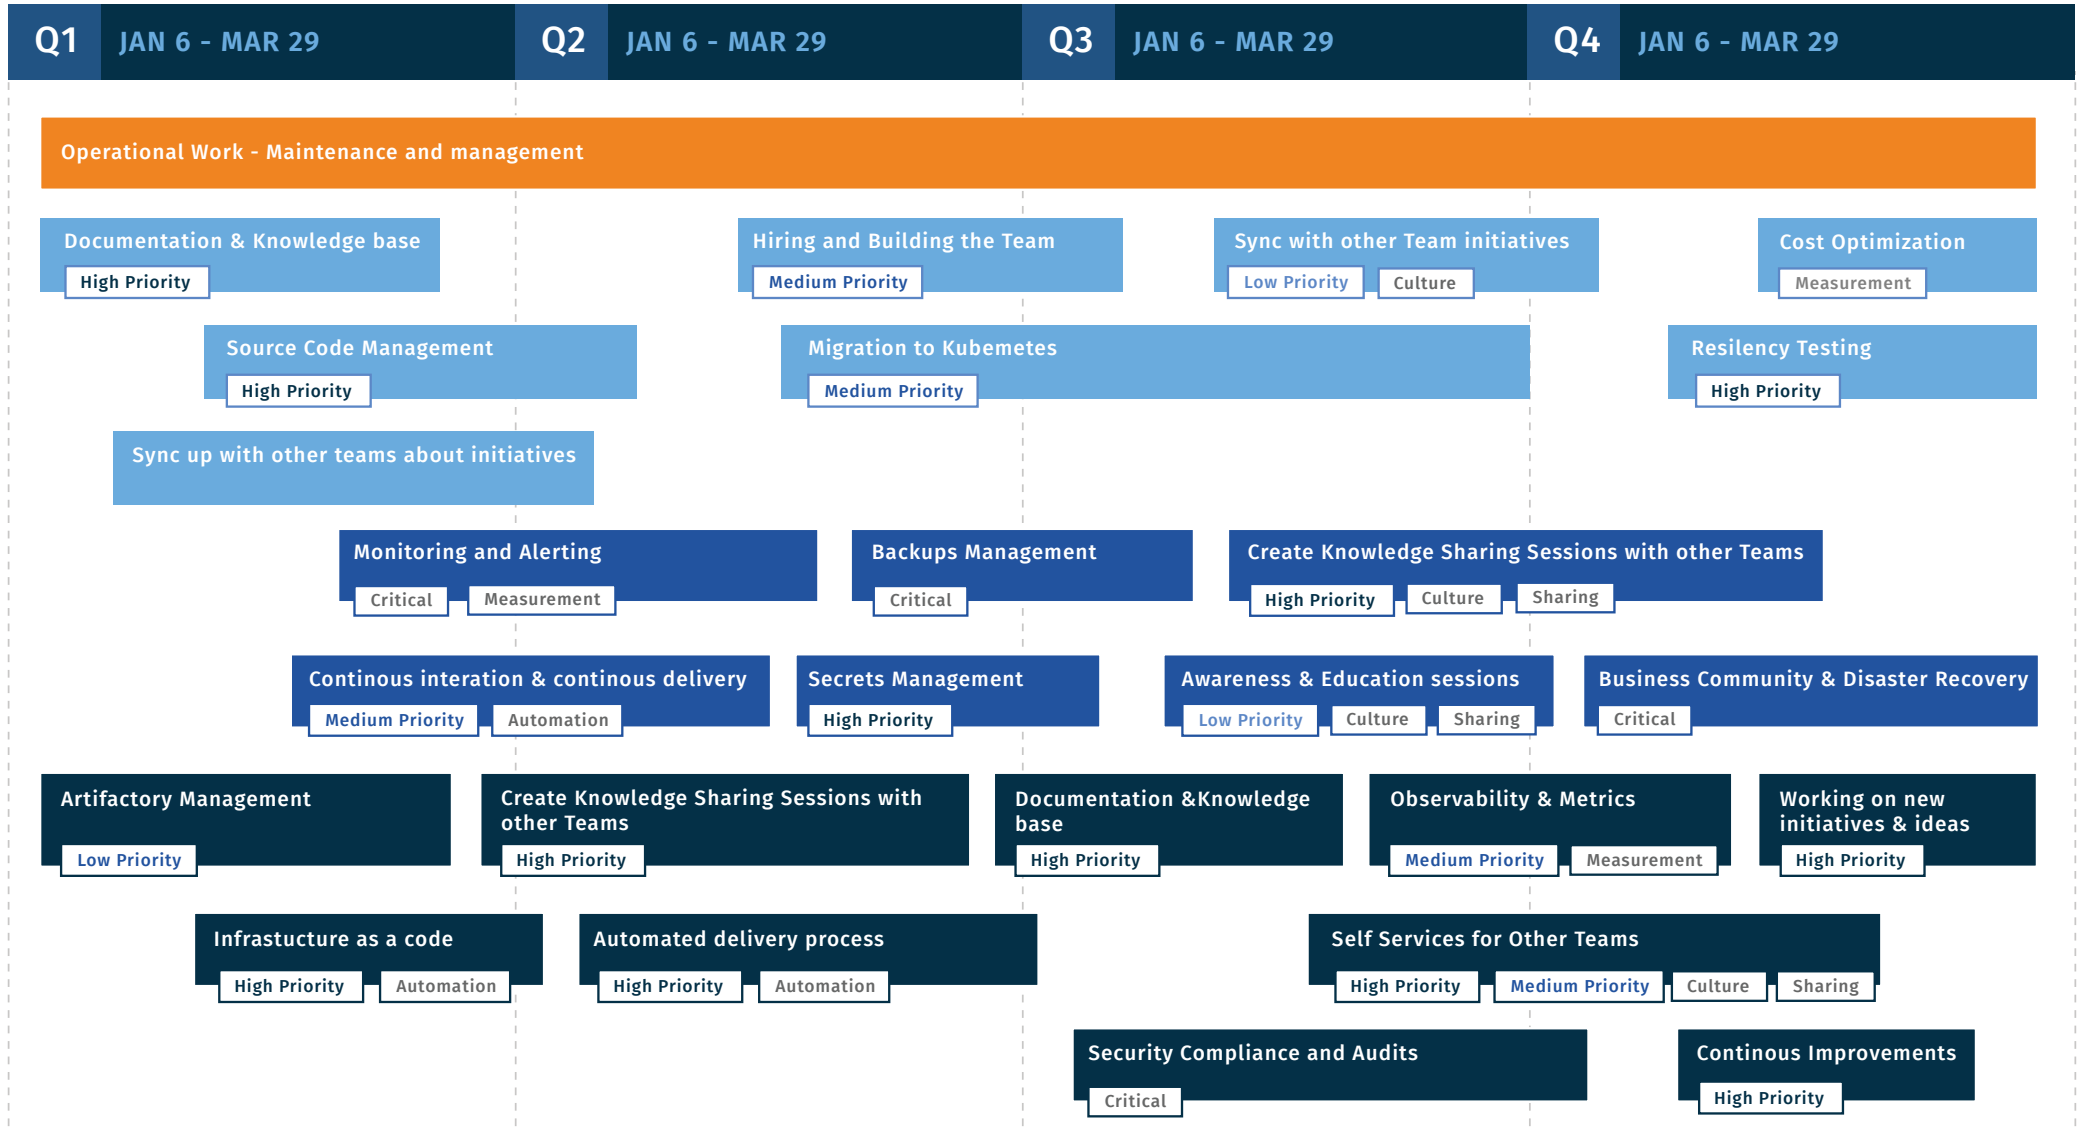 Q1 JAN 6 - MAR 29 Q2 JAN 6 - MAR 29 Q3 JAN 6 - MAR 29 Q4 JAN 6 - MAR 29
Operational Work - Maintenance and management
Documentation & Knowledge base
High Priority
Hiring and Building the Team
Medium Priority
Sync with other Team initiatives
Low Priority Culture
Cost Optimization
Measurement
Source Code Management
High Priority
Migration to Kubemetes
Medium Priority
Resilency Testing
High Priority
Sync up with other teams about initiatives
Monitoring and Alerting
Critical Measurement
Backups Management
Critical
Create Knowledge Sharing Sessions with other Teams
High Priority Culture Sharing
Continous interation & continous delivery
Medium Priority Automation
Secrets Management
High Priority
Awareness & Education sessions
Low Priority Culture Sharing
Business Community & Disaster Recovery
Critical
Artifactory Management
Low Priority
Create Knowledge Sharing Sessions with
other Teams
High Priority
Documentation &Knowledge
base
High Priority
Observability & Metrics
Medium Priority Measurement
Working on new
initiatives & ideas
High Priority
Infrastucture as a code
High Priority Automation
Automated delivery process
High Priority Automation
Self Services for Other Teams
High Priority Medium Priority Culture Sharing
Security Compliance and Audits
Critical
Continous Improvements
High Priority